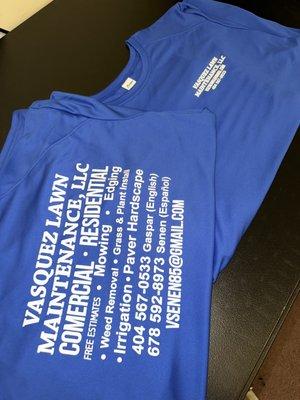 VASQUEZ LAWN
MAINTENANCE, LLC
COMERCIAL • RESIDENTIAL
FREE ESTIMATES • Mowing • Edging
• Weed Removal • Grass & Plant Install
• Irrigation • Paver Hardscape
404 567-0533 Gaspar (English)
678 592-8973 Senen (Español)
VSENEN85@GMAIL.COM
VASQUEZ LAWN
MAINTENANCE, LLC